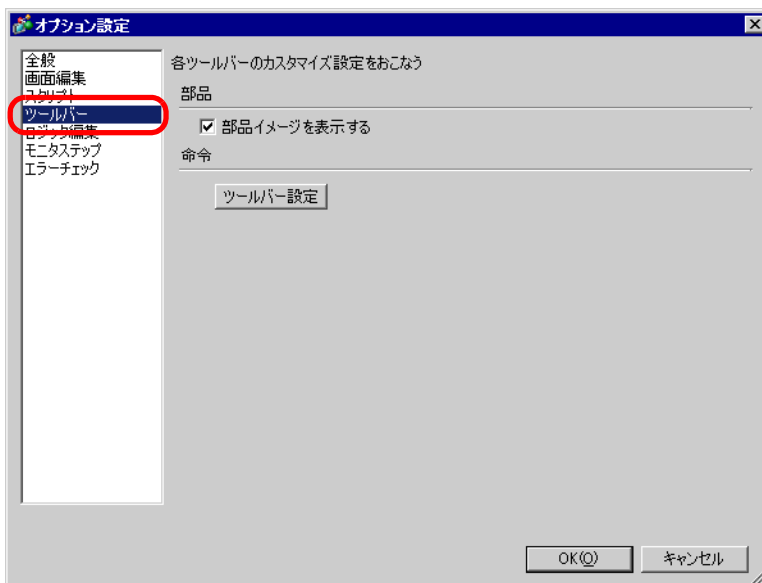 オプション設定
全般
画面編集
スクリプト
ツールバー
ロジック編集
モニタステップ
エラーチェック
各ツールバーのカスタマイズ設定をおこなう
部品
部品イメージを表示する
命令
ツールバー設定
OK(O)
キャンセル